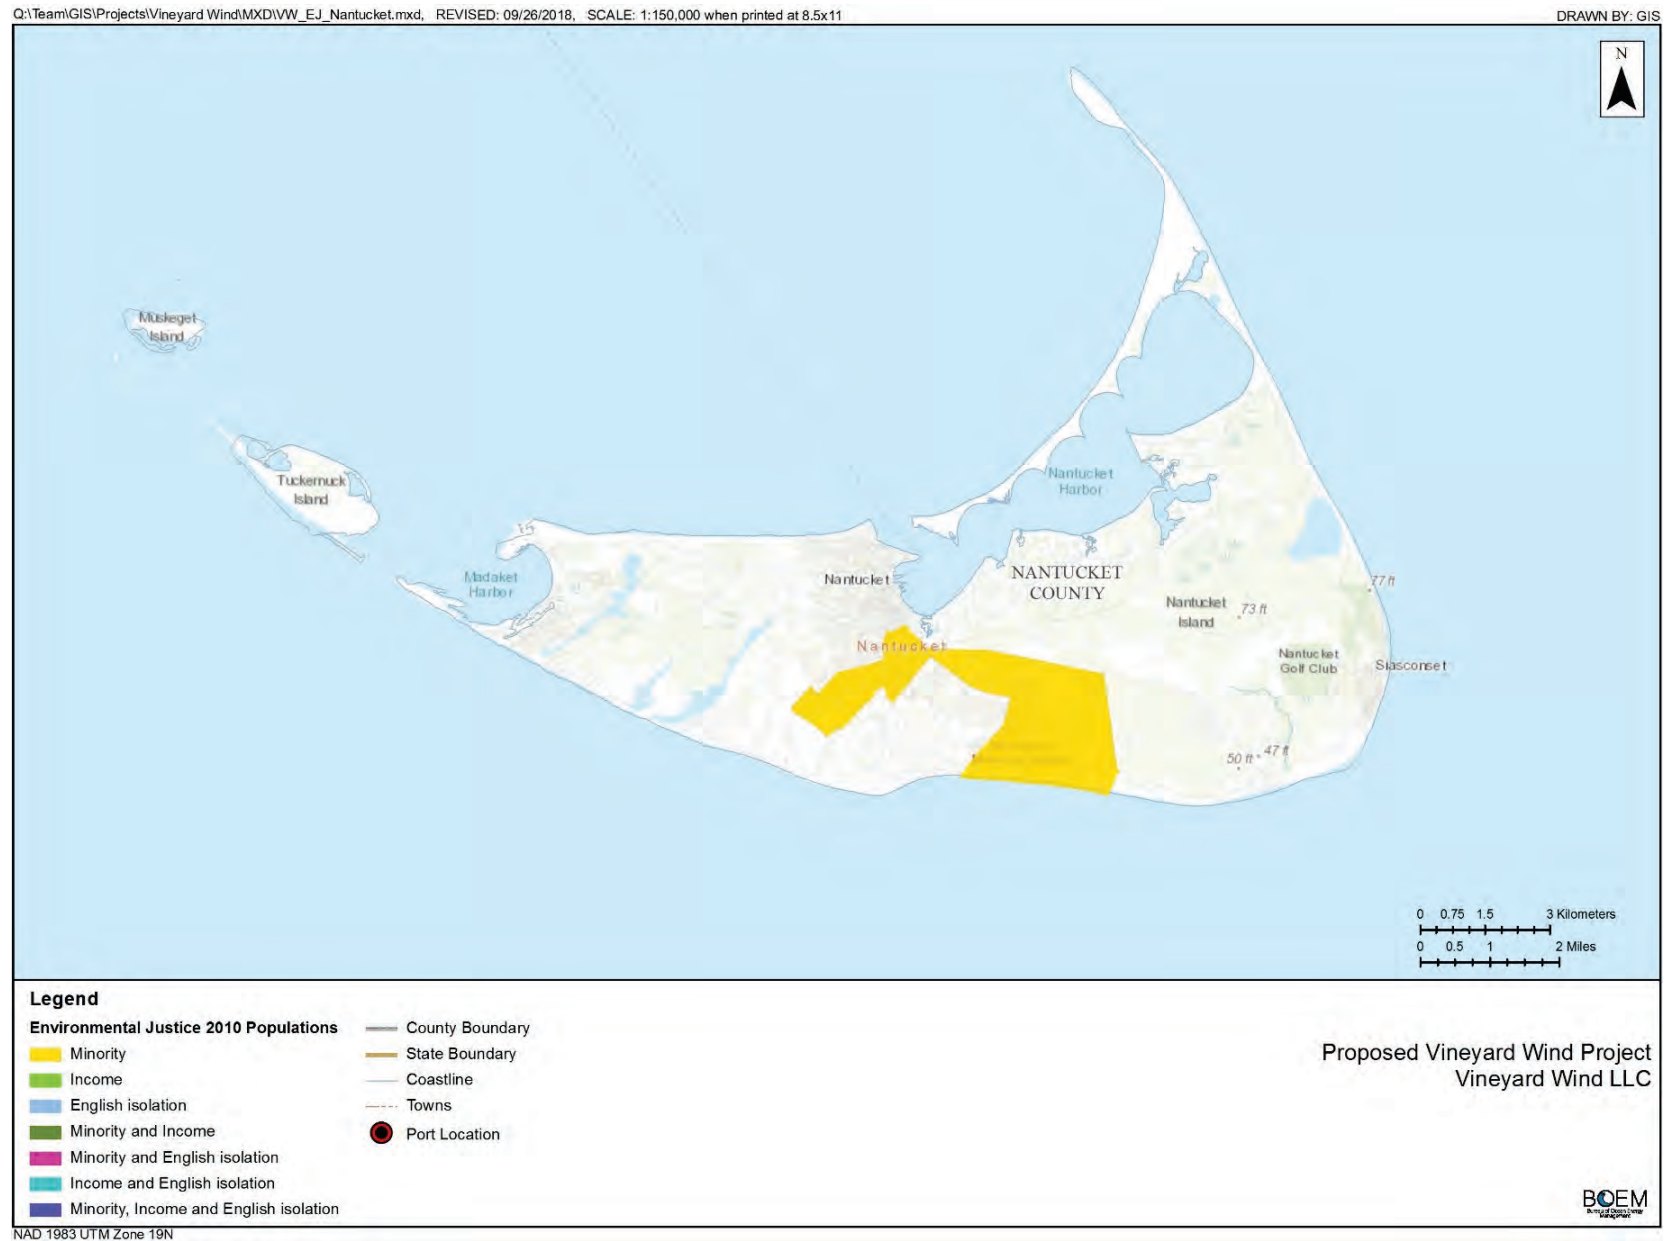 Q:\Team\GIS\Projects\Vineyard Wind\MXD\VW_EJ_Nantucket.mxd, REVISED: 09/26/2018, SCALE: 1:150,000 when printed at 8.5x11
DRAWN BY: GIS
N
Muskeget
Island
Tuckernuck
Island
Nantucket
Harbor
Madaket
Harbor
Nantucket
NANTUCKET
COUNTY
77 ft
Nantucket
Island
73 ft
Nantucket
Nantucket
Golf Club
Siasconset
50 ft
47 ft
0 0.75 1.5 3 Kilometers
0 0.5 1 2 Miles
Legend
Environmental Justice 2010 Populations
Minority
Income
English isolation
Minority and Income
Minority and English isolation
Income and English isolation
Minority, Income and English isolation
County Boundary
State Boundary
Coastline
Towns
Port Location
Proposed Vineyard Wind Project
Vineyard Wind LLC
BOEM
Bureau of Ocean Energy
Management
NAD 1983 UTM Zone 19N